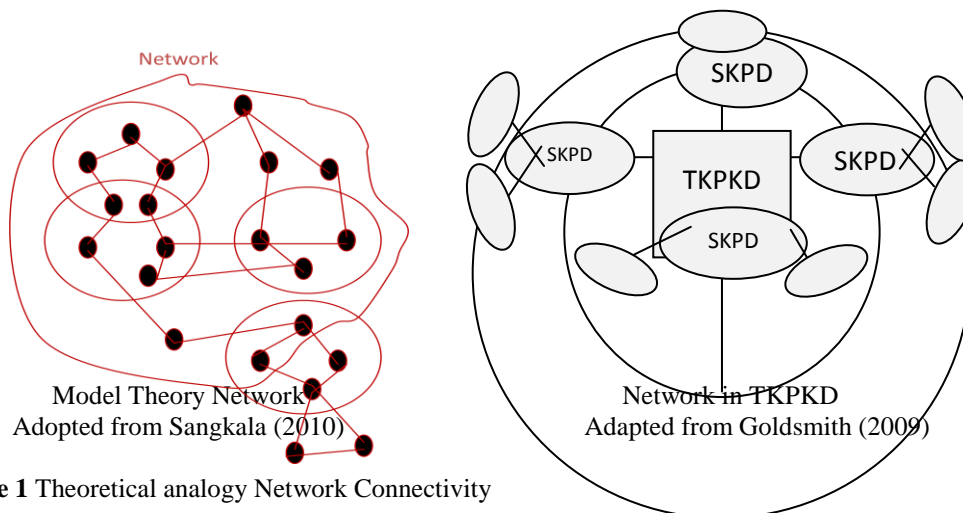 Network
SKPD
SKPD
SKPD
TKPKD
SKPD
Model Theory Network
Adopted from Sangkala (2010)
Network in TKPKD
Adapted from Goldsmith (2009)
e 1 Theoretical analogy Network Connectivity